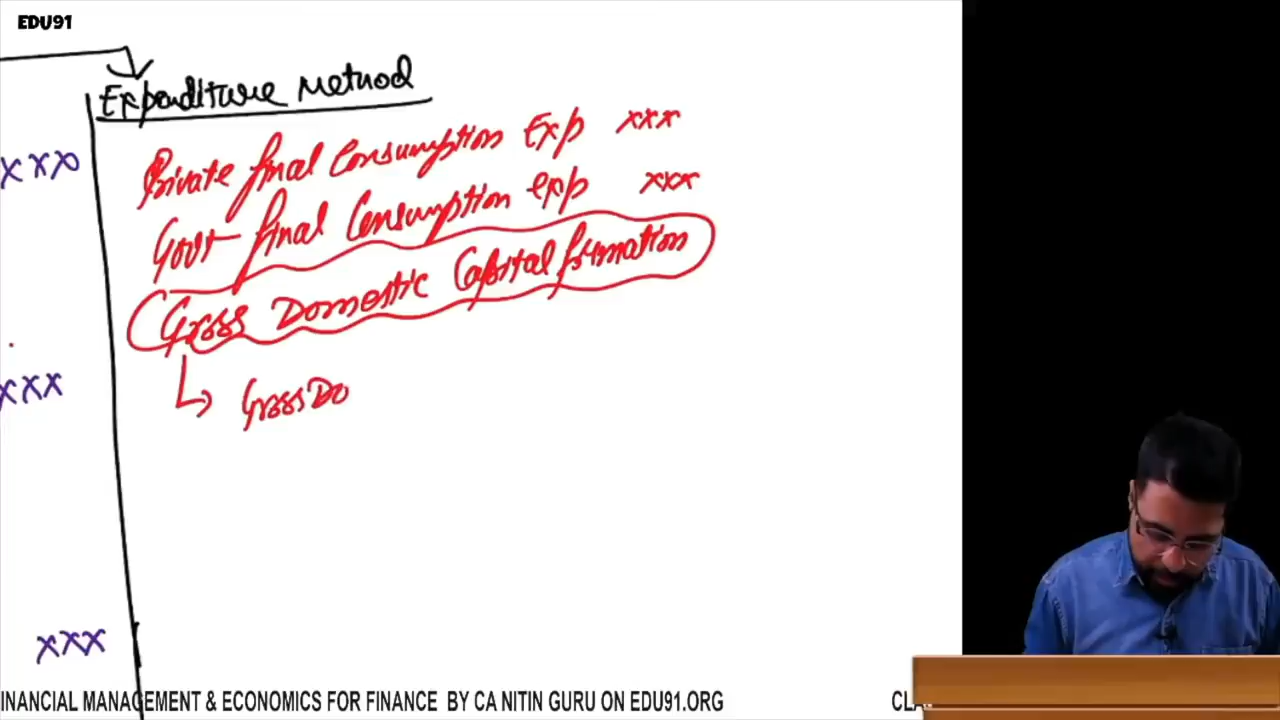 EDU91
Expenditure Method
Private final Consumption Exp xxx
xxx
Govt final Consumption exp xxx
Gross Domestic Capital formation
xxx
Gross Do
xxx
INANCIAL MANAGEMENT & ECONOMICS FOR FINANCE BY CA NITIN GURU ON EDU91.ORG
CLA